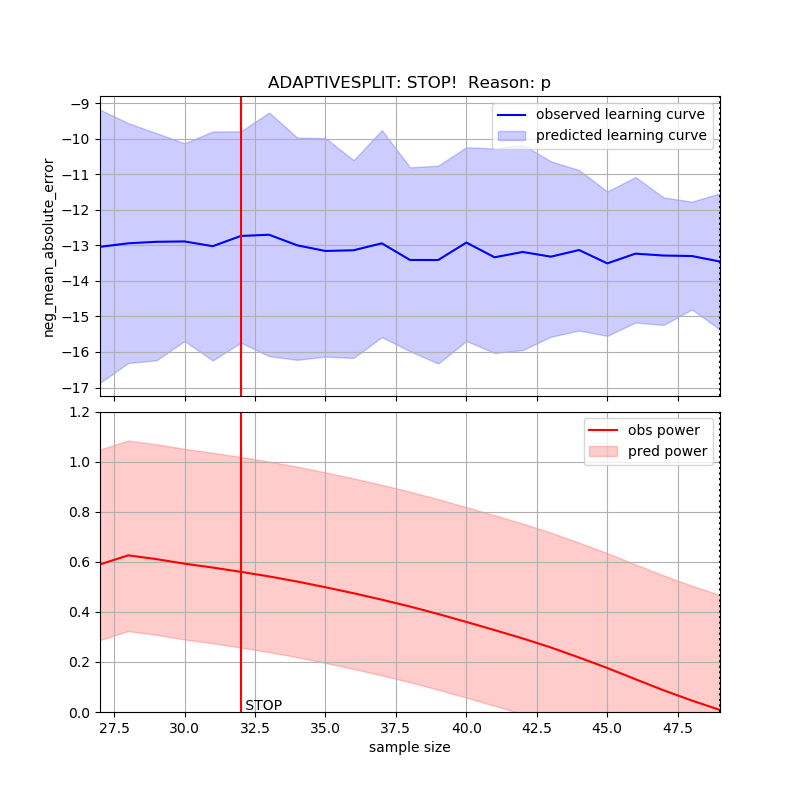 ADAPTIVESPLIT: STOP!  Reason: p
observed learning curve
predicted learning curve
neg_mean_absolute_error
−9
−10
−11
−12
−13
−14
−15
−16
−17
obs power
pred power
1.2
1.0
0.8
0.6
0.4
0.2
0.0
STOP
27.5 30.0 32.5 35.0 37.5 40.0 42.5 45.0 47.5
sample size